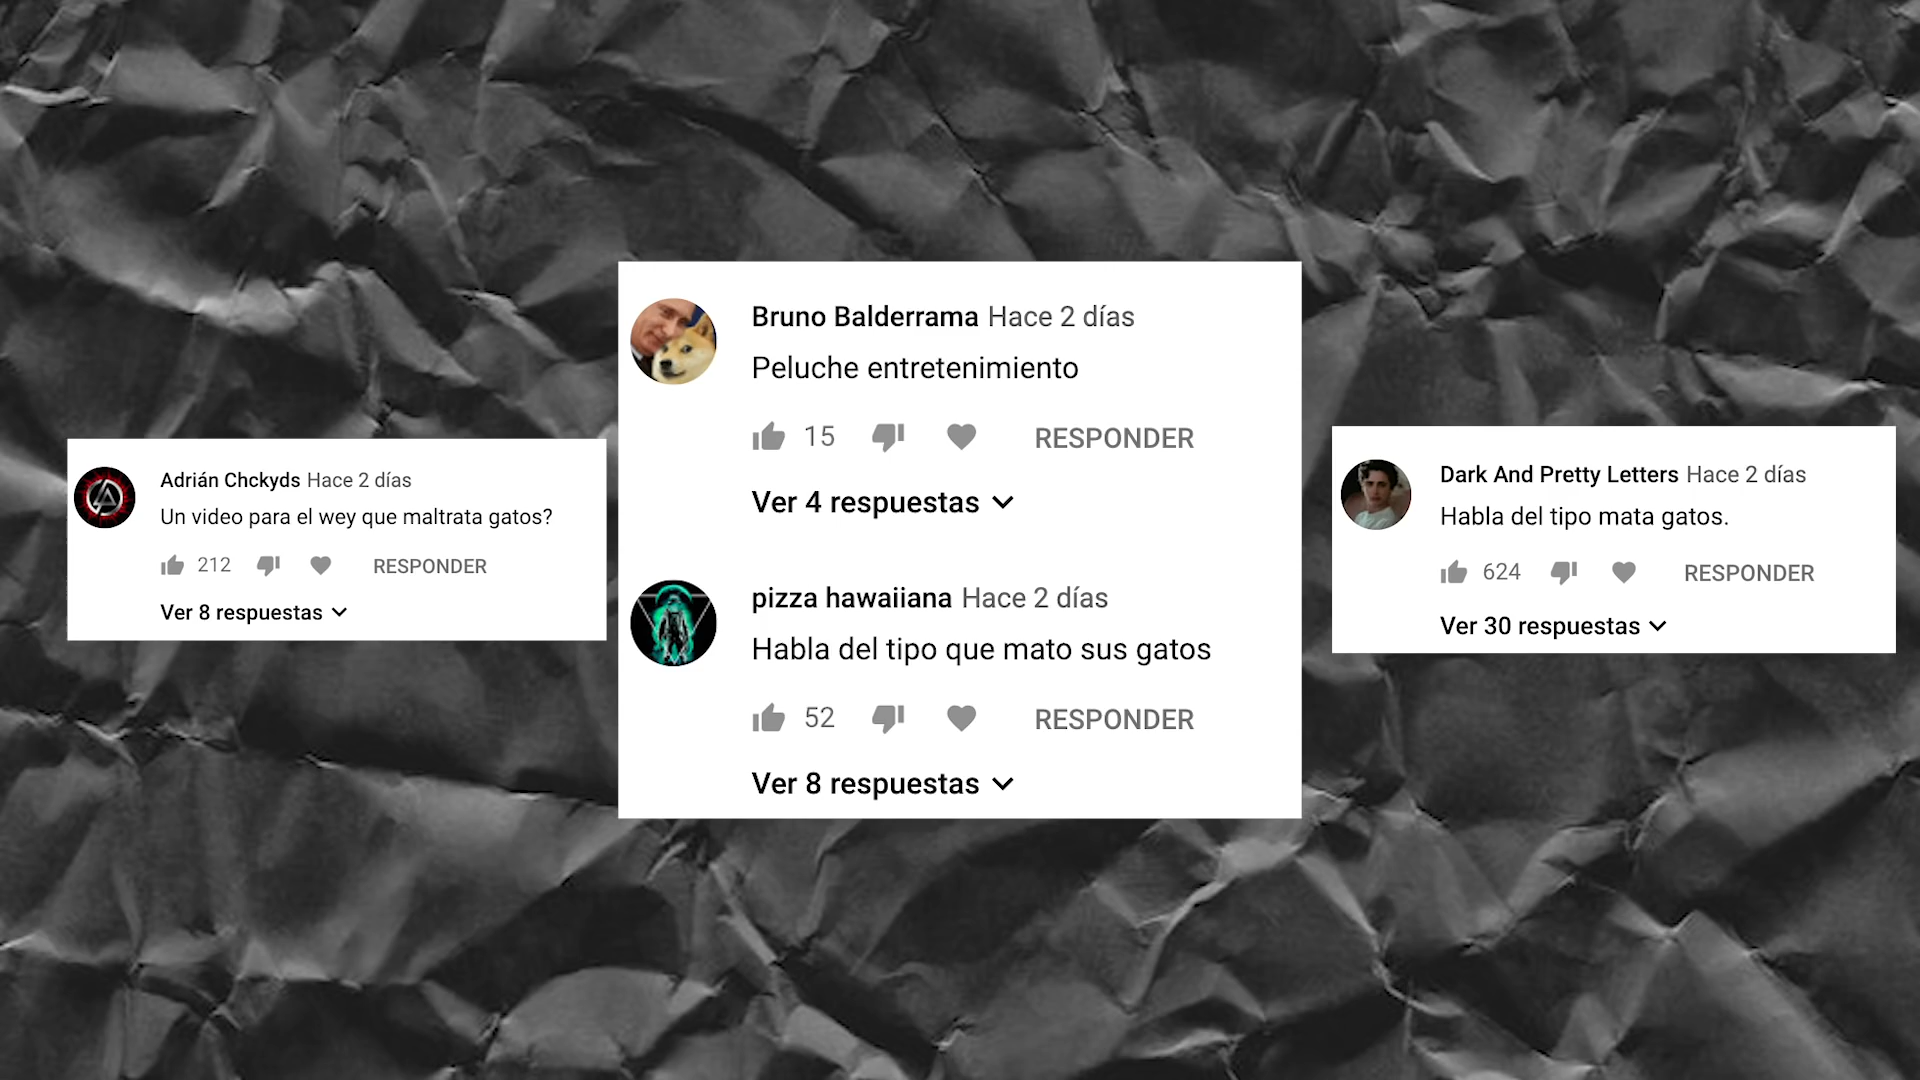 Adrián Chckyds Hace 2 días
Un video para el wey que maltrata gatos?
212 RESPONDER
Ver 8 respuestas
Bruno Balderrama Hace 2 días
Peluche entretenimiento
15 RESPONDER
Ver 4 respuestas
pizza hawaiiana Hace 2 días
Habla del tipo que mato sus gatos
52 RESPONDER
Ver 8 respuestas
Dark And Pretty Letters Hace 2 días
Habla del tipo mata gatos.
624 RESPONDER
Ver 30 respuestas